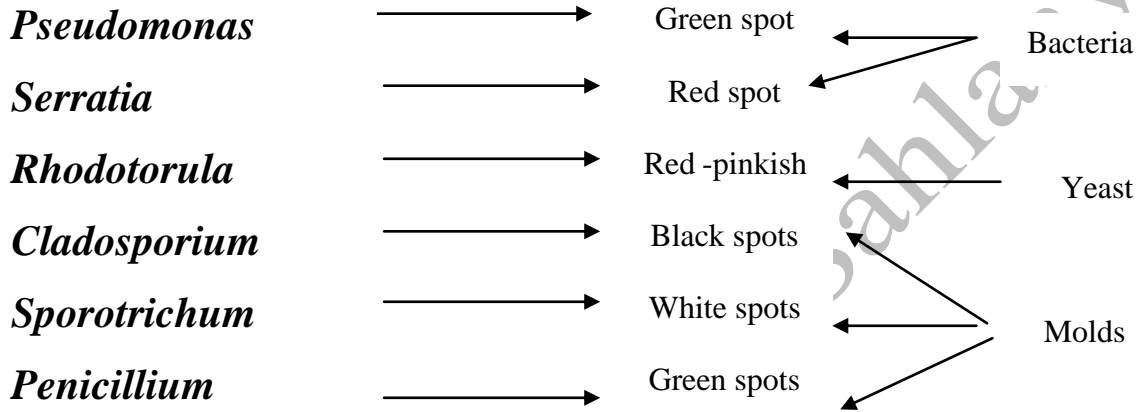 Pseudomonas Green spot Bacteria
Serratia Red spot
Rhodotorula Red -pinkish Yeast
Cladosporium Black spots
Sporotrichum White spots Molds
Penicillium Green spots